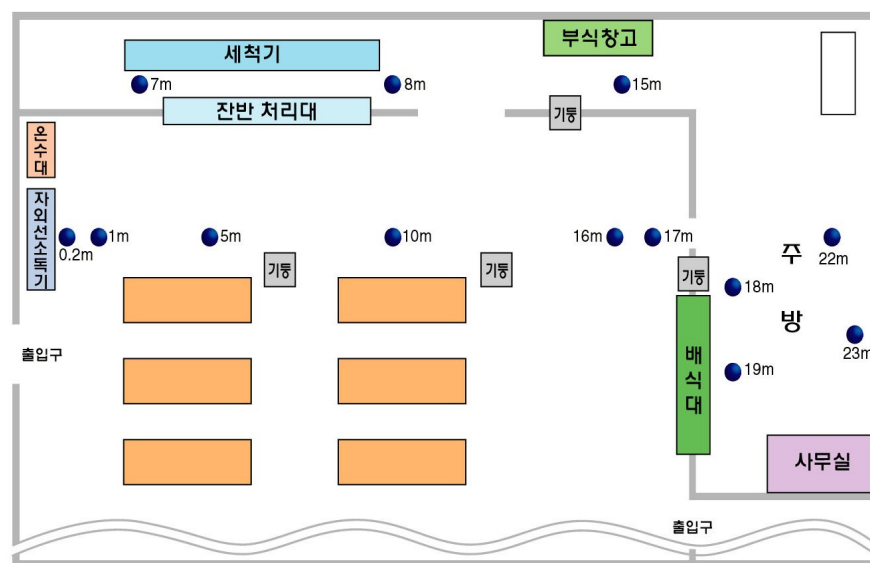 부식창고
세척기
7m
8m
15m
잔반 처리대
기둥
온수대
자외선소독기
0.2m
1m
5m
10m
16m
17m
22m
기둥
기둥
기둥
18m
주방
23m
출입구
배식대
19m
사무실
출입구